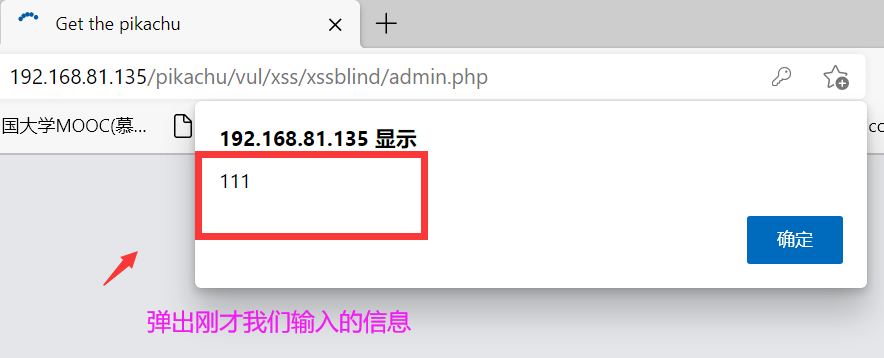 Get the pikachu
192.168.81.135/pikachu/vul/xss/xssblind/admin.php
国大学MOOC(慕...
cc
192.168.81.135 显示
111
确定
弹出刚才我们输入的信息